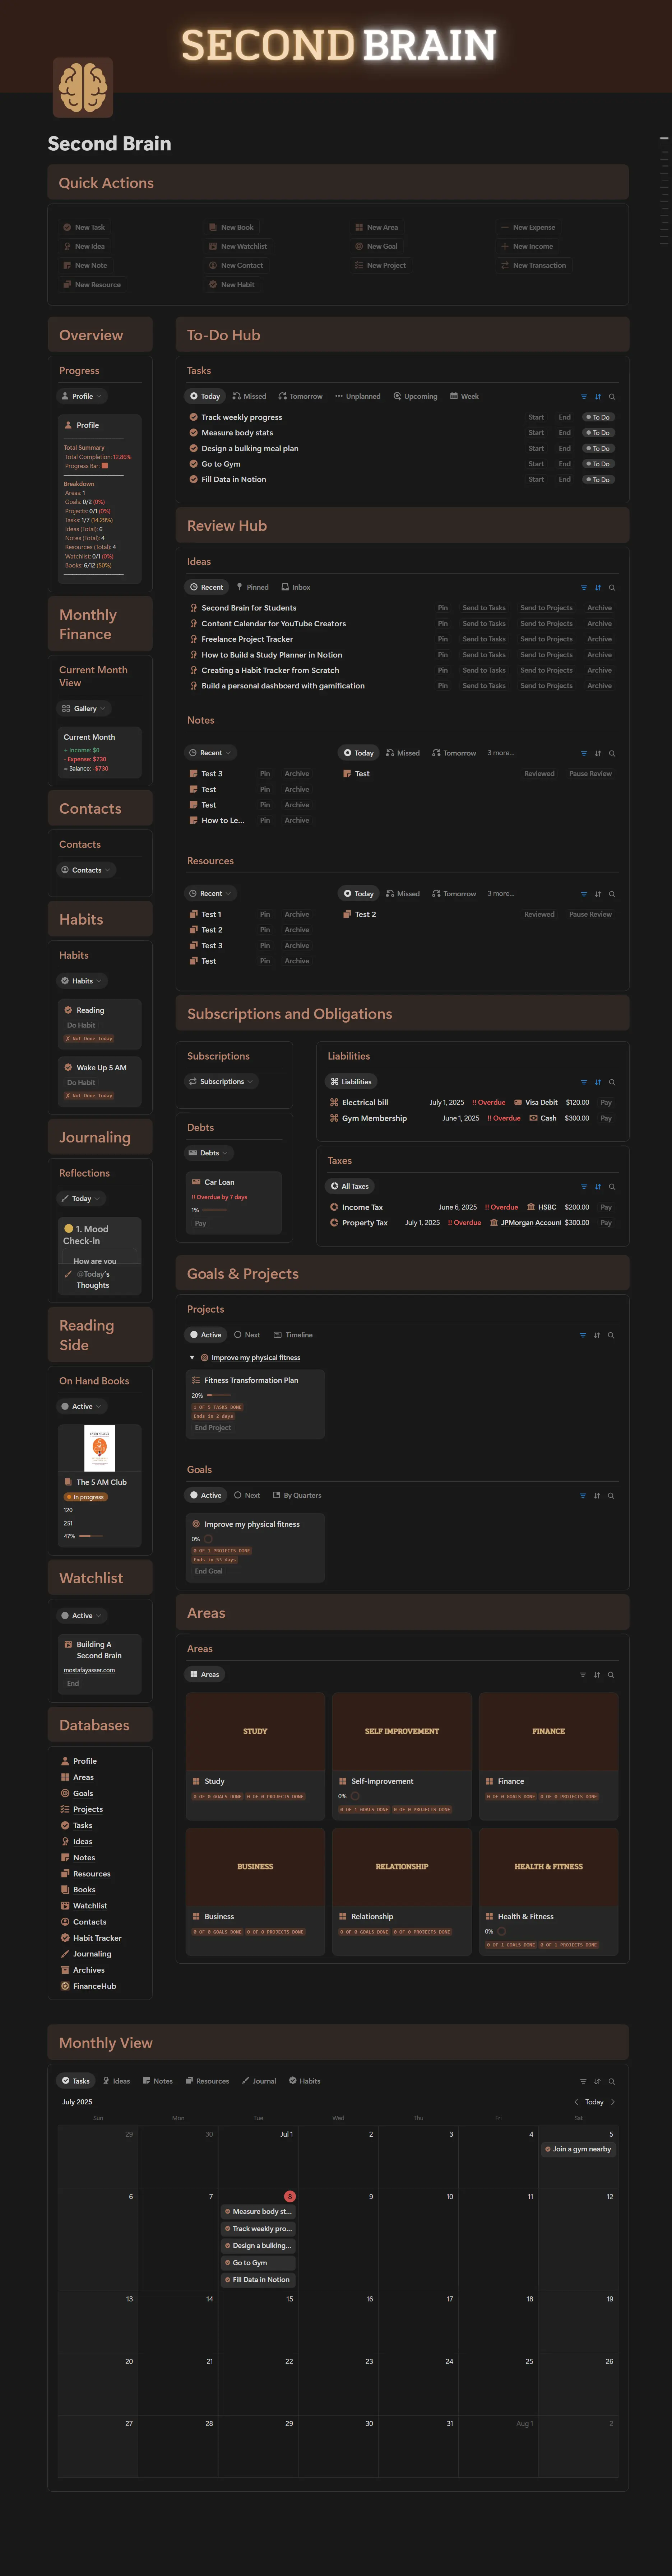 SECOND BRAIN
Second Brain
Quick Actions
New Task
New Idea
New Note
New Resource
New Book
New Watchlist
New Contact
New Habit
New Area
New Goal
New Project
New Expense
New Income
New Transaction
Overview
Progress
Profile
Profile
Total Summary
Total Completion: 12.86%
Progress Bar:
Breakdown
Areas: 1
Goals: 0/2 (0%)
Projects: 0/1 (0%)
Tasks: 1/7 (14.29%)
Ideas (Total): 6
Notes (Total): 4
Resources (Total): 4
Watchlist: 0/1 (0%)
Books: 6/12 (50%)
Monthly
Finance
Current Month
View
Gallery
Current Month
+ Income: $0
- Expense: $730
= Balance: -$730
Contacts
Contacts
Contacts
Habits
Habits
Habits
Reading
Do Habit
✗ Not Done Today
Wake Up 5 AM
Do Habit
✗ Not Done Today
Journaling
Reflections
Today
1. Mood
Check-in
How are you
@Today's
Thoughts
Reading
Side
On Hand Books
Active
The 5 AM Club
In progress
120
251
47%
Watchlist
Active
Building A
Second Brain
mostafayasser.com
End
Databases
Profile
Areas
Goals
Projects
Tasks
Ideas
Notes
Resources
Books
Watchlist
Contacts
Habit Tracker
Journaling
Archives
FinanceHub
To-Do Hub
Tasks
Today Missed Tomorrow Unplanned Upcoming Week
Track weekly progress Start End To Do
Measure body stats Start End To Do
Design a bulking meal plan Start End To Do
Go to Gym Start End To Do
Fill Data in Notion Start End To Do
Review Hub
Ideas
Recent Pinned Inbox
Second Brain for Students Pin Send to Tasks Send to Projects Archive
Content Calendar for YouTube Creators Pin Send to Tasks Send to Projects Archive
Freelance Project Tracker Pin Send to Tasks Send to Projects Archive
How to Build a Study Planner in Notion Pin Send to Tasks Send to Projects Archive
Creating a Habit Tracker from Scratch Pin Send to Tasks Send to Projects Archive
Build a personal dashboard with gamification Pin Send to Tasks Send to Projects Archive
Notes
Recent
Test 3 Pin Archive
Test Pin Archive
Test Pin Archive
How to Le... Pin Archive
Today Missed Tomorrow 3 more...
Test Reviewed Pause Review
Resources
Recent
Test 1 Pin Archive
Test 2 Pin Archive
Test 3 Pin Archive
Test Pin Archive
Today Missed Tomorrow 3 more...
Test 2 Reviewed Pause Review
Subscriptions and Obligations
Subscriptions
Subscriptions
Debts
Debts
Car Loan
!! Overdue by 7 days
1%
Pay
Liabilities
Liabilities
Electrical bill July 1, 2025 !! Overdue Visa Debit $120.00 Pay
Gym Membership June 1, 2025 !! Overdue Cash $300.00 Pay
Taxes
All Taxes
Income Tax June 6, 2025 !! Overdue HSBC $200.00 Pay
Property Tax July 1, 2025 !! Overdue JPMorgan Accoun $300.00 Pay
Goals & Projects
Projects
Active Next Timeline
Improve my physical fitness
Fitness Transformation Plan
20%
1 OF 5 TASKS DONE
Ends in 2 days
End Project
Goals
Active Next By Quarters
Improve my physical fitness
0%
0 OF 1 PROJECTS DONE
Ends in 53 days
End Goal
Areas
Areas
Areas
STUDY
Study
0 OF 0 GOALS DONE 0 OF 0 PROJECTS DONE
SELF IMPROVEMENT
Self-Improvement
0%
0 OF 1 GOALS DONE 0 OF 0 PROJECTS DONE
FINANCE
Finance
0 OF 0 GOALS DONE 0 OF 0 PROJECTS DONE
BUSINESS
Business
0 OF 0 GOALS DONE 0 OF 0 PROJECTS DONE
RELATIONSHIP
Relationship
0 OF 0 GOALS DONE 0 OF 0 PROJECTS DONE
HEALTH & FITNESS
Health & Fitness
0%
0 OF 1 GOALS DONE 0 OF 1 PROJECTS DONE
Monthly View
Tasks Ideas Notes Resources Journal Habits
July 2025 Today
Sun Mon Tue Wed Thu Fri Sat
29 30 Jul 1 2 3 4 5
Join a gym nearby
6 7 8 9 10 11 12
Measure body st...
Track weekly pro...
Design a bulking...
Go to Gym
Fill Data in Notion
13 14 15 16 17 18 19
20 21 22 23 24 25 26
27 28 29 30 31 Aug 1 2